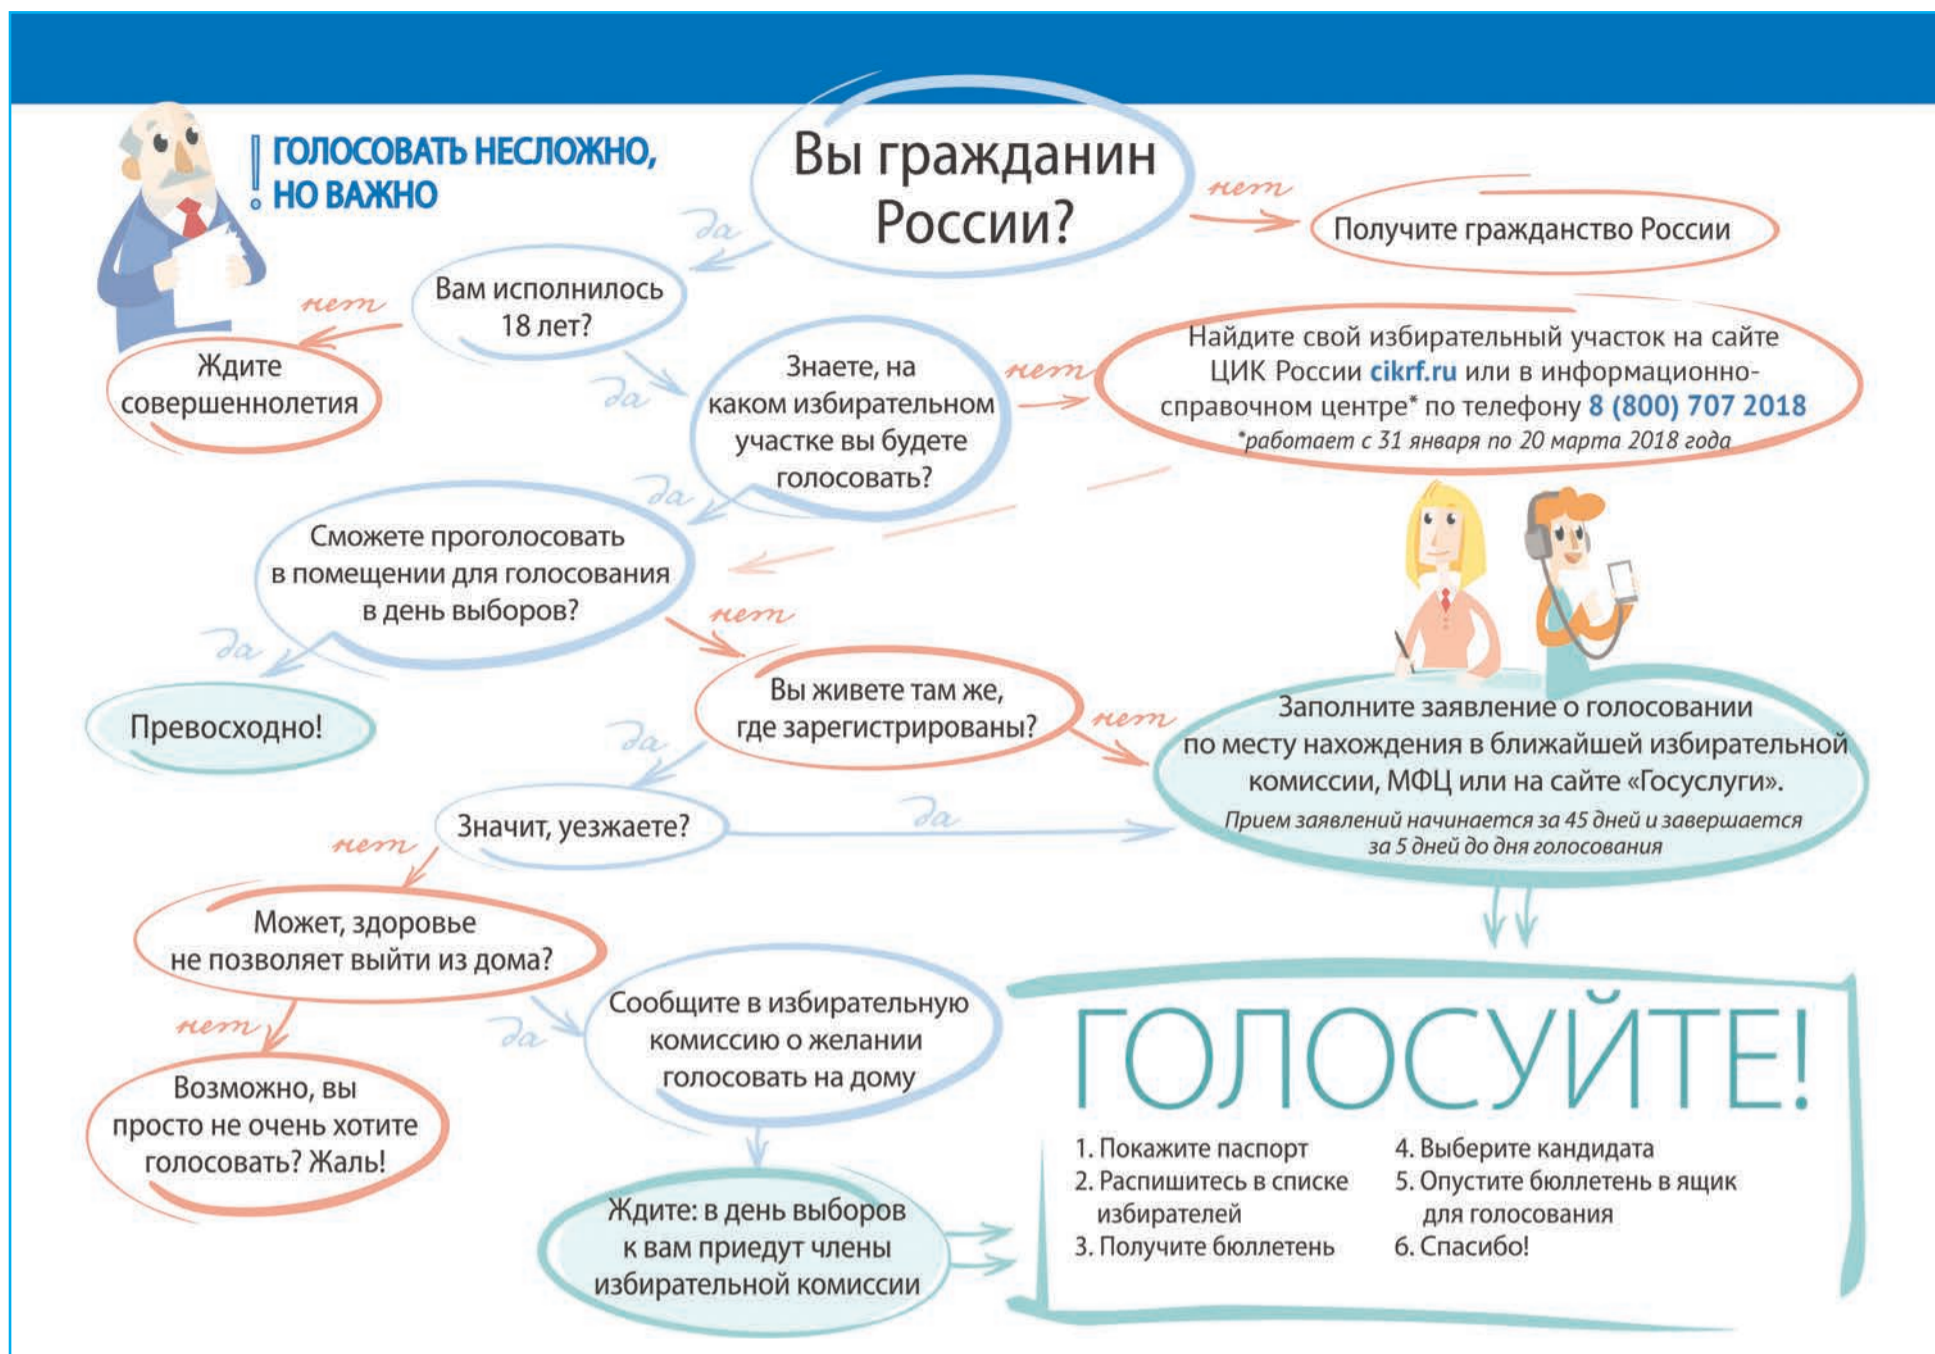 ГОЛОСОВАТЬ НЕСЛОЖНО,
НО ВАЖНО
Вы гражданин
России?
нет
Получите гражданство России
да
Вам исполнилось
18 лет?
нет
Ждите
совершеннолетия
да
Знаете, на
каком избирательном
участке вы будете
голосовать?
нет
Найдите свой избирательный участок на сайте
ЦИК России cikrf.ru или в информационно-
справочном центре* по телефону 8 (800) 707 2018
*работает с 31 января по 20 марта 2018 года
да
Сможете проголосовать
в помещении для голосования
в день выборов?
да
Превосходно!
нет
Вы живете там же,
где зарегистрированы?
нет
Заполните заявление о голосовании
по месту нахождения в ближайшей избирательной
комиссии, МФЦ или на сайте «Госуслуги».
Прием заявлений начинается за 45 дней и завершается
за 5 дней до дня голосования
да
Значит, уезжаете?
да
нет
Может, здоровье
не позволяет выйти из дома?
нет
Возможно, вы
просто не очень хотите
голосовать? Жаль!
да
Сообщите в избирательную
комиссию о желании
голосовать на дому
Ждите: в день выборов
к вам приедут члены
избирательной комиссии
ГОЛОСУЙТЕ!
1. Покажите паспорт
2. Распишитесь в списке
избирателей
3. Получите бюллетень
4. Выберите кандидата
5. Опустите бюллетень в ящик
для голосования
6. Спасибо!